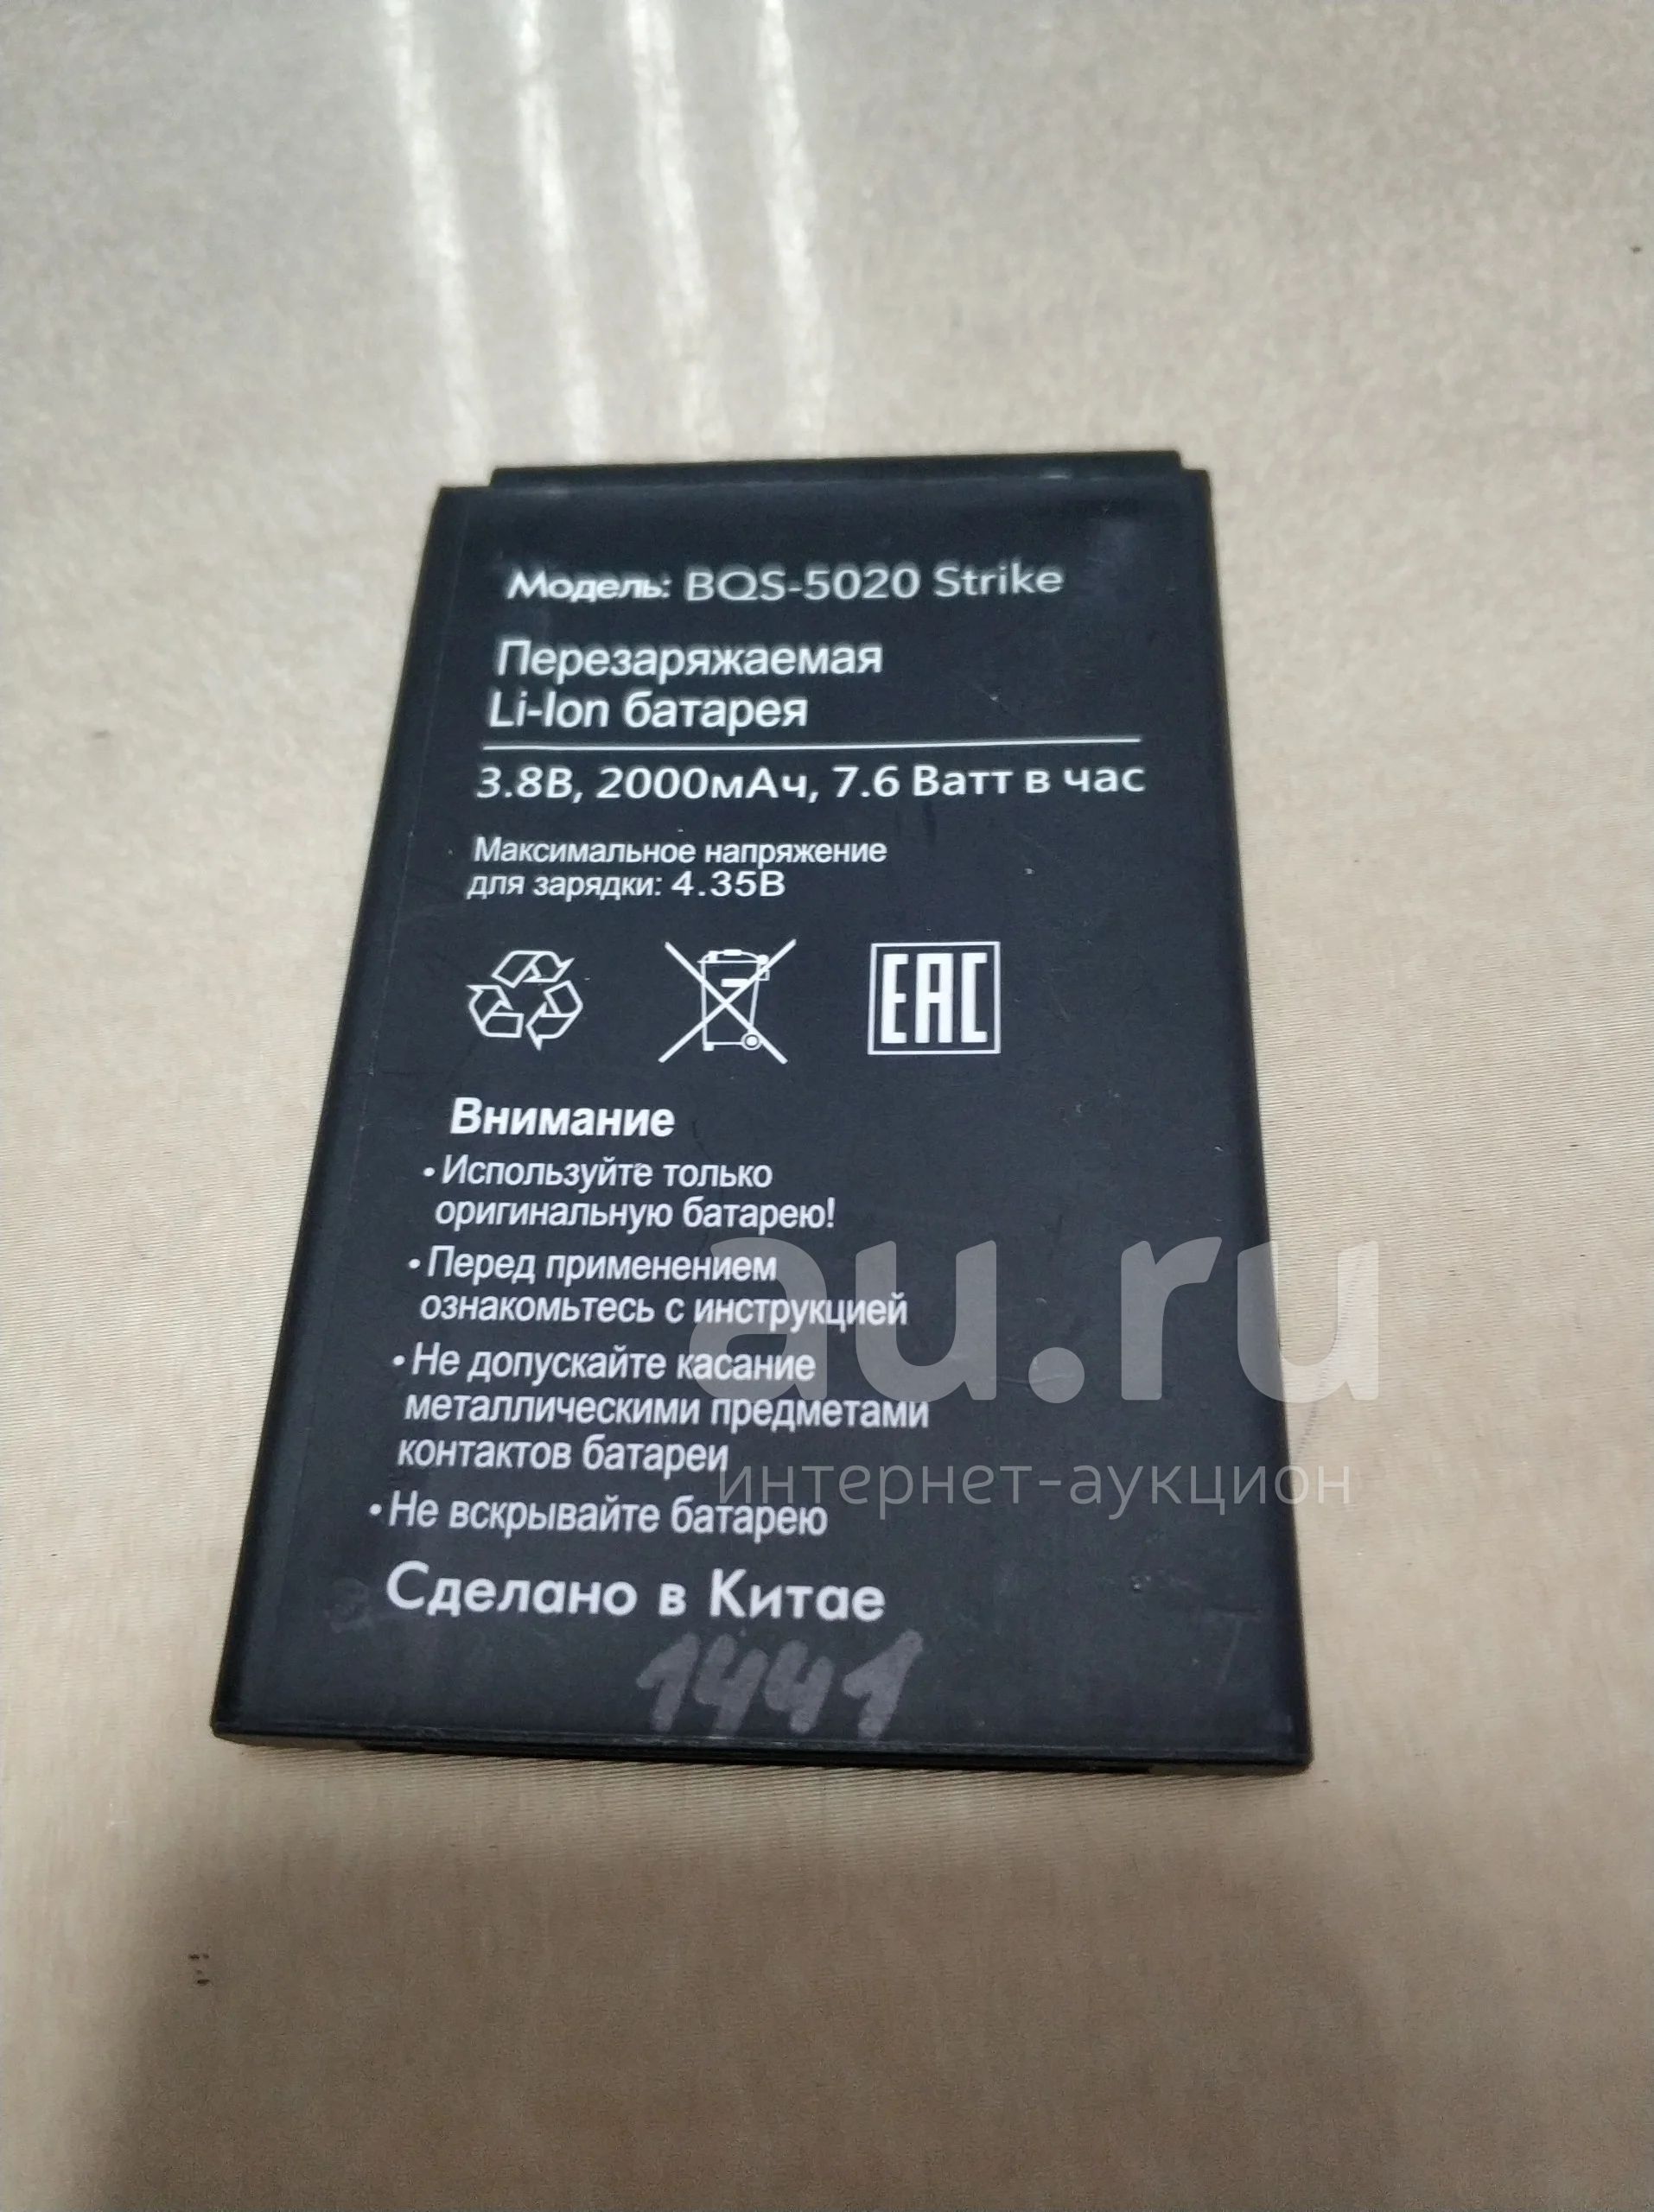 Модель: BQS-5020 Strike
Перезаряжаемая
Li-Ion батарея
3.8В, 2000мАч, 7.6 Ватт в час
Максимальное напряжение
для зарядки: 4.35В
EAC
Внимание
• Используйте только
оригинальную батарею!
• Перед применением
ознакомьтесь с инструкцией
• Не допускайте касание
металлическими предметами
контактов батареи
• Не вскрывайте батарею
Сделано в Китае
1441
au.ru
интернет-аукцион